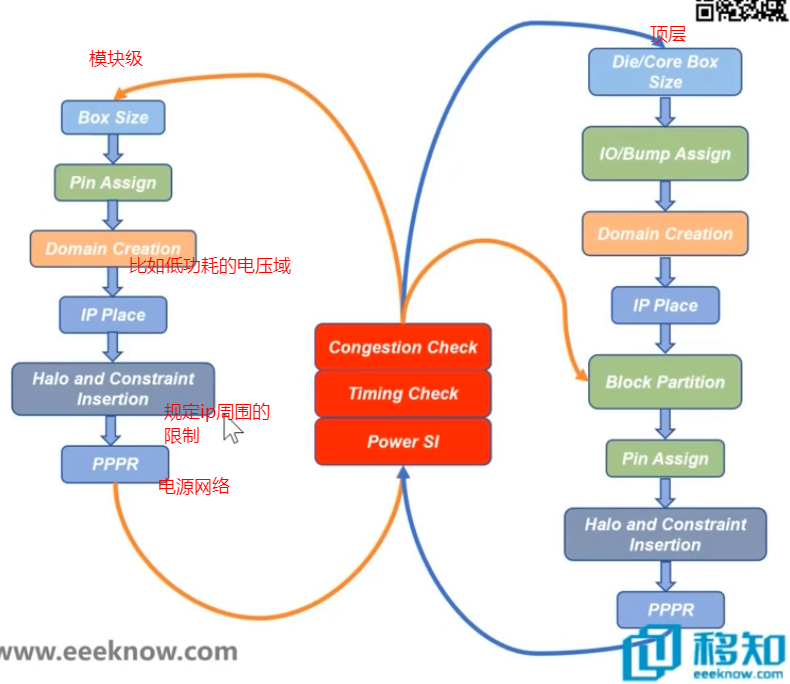 模块级
Box Size
Pin Assign
Domain Creation
比如低功耗的电压域
IP Place
Halo and Constraint
Insertion
规定ip周围的
限制
PPPR
电源网络
Congestion Check
Timing Check
Power SI
顶层
Die/Core Box
Size
IO/Bump Assign
Domain Creation
IP Place
Block Partition
Pin Assign
Halo and Constraint
Insertion
PPPR
www.eeeknow.com
移知
eeeknow.com